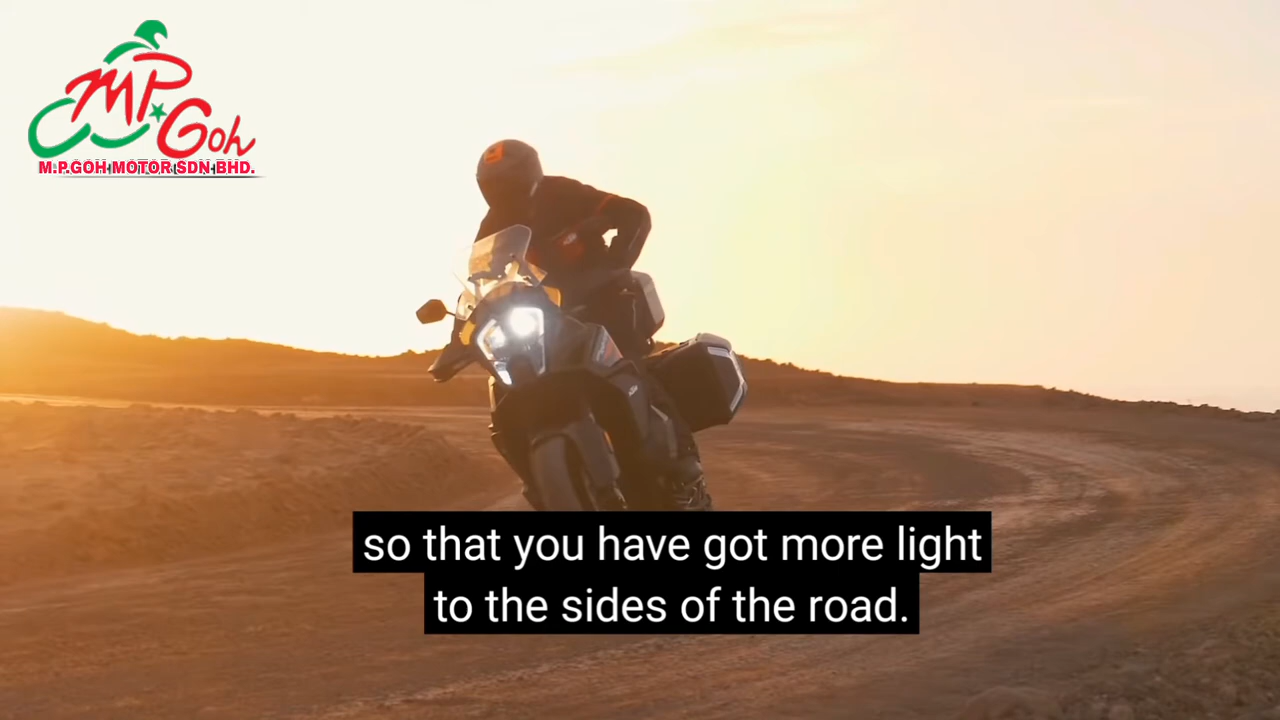 MP Goh
M.P.GOH MOTOR SDN BHD.
so that you have got more light
to the sides of the road.